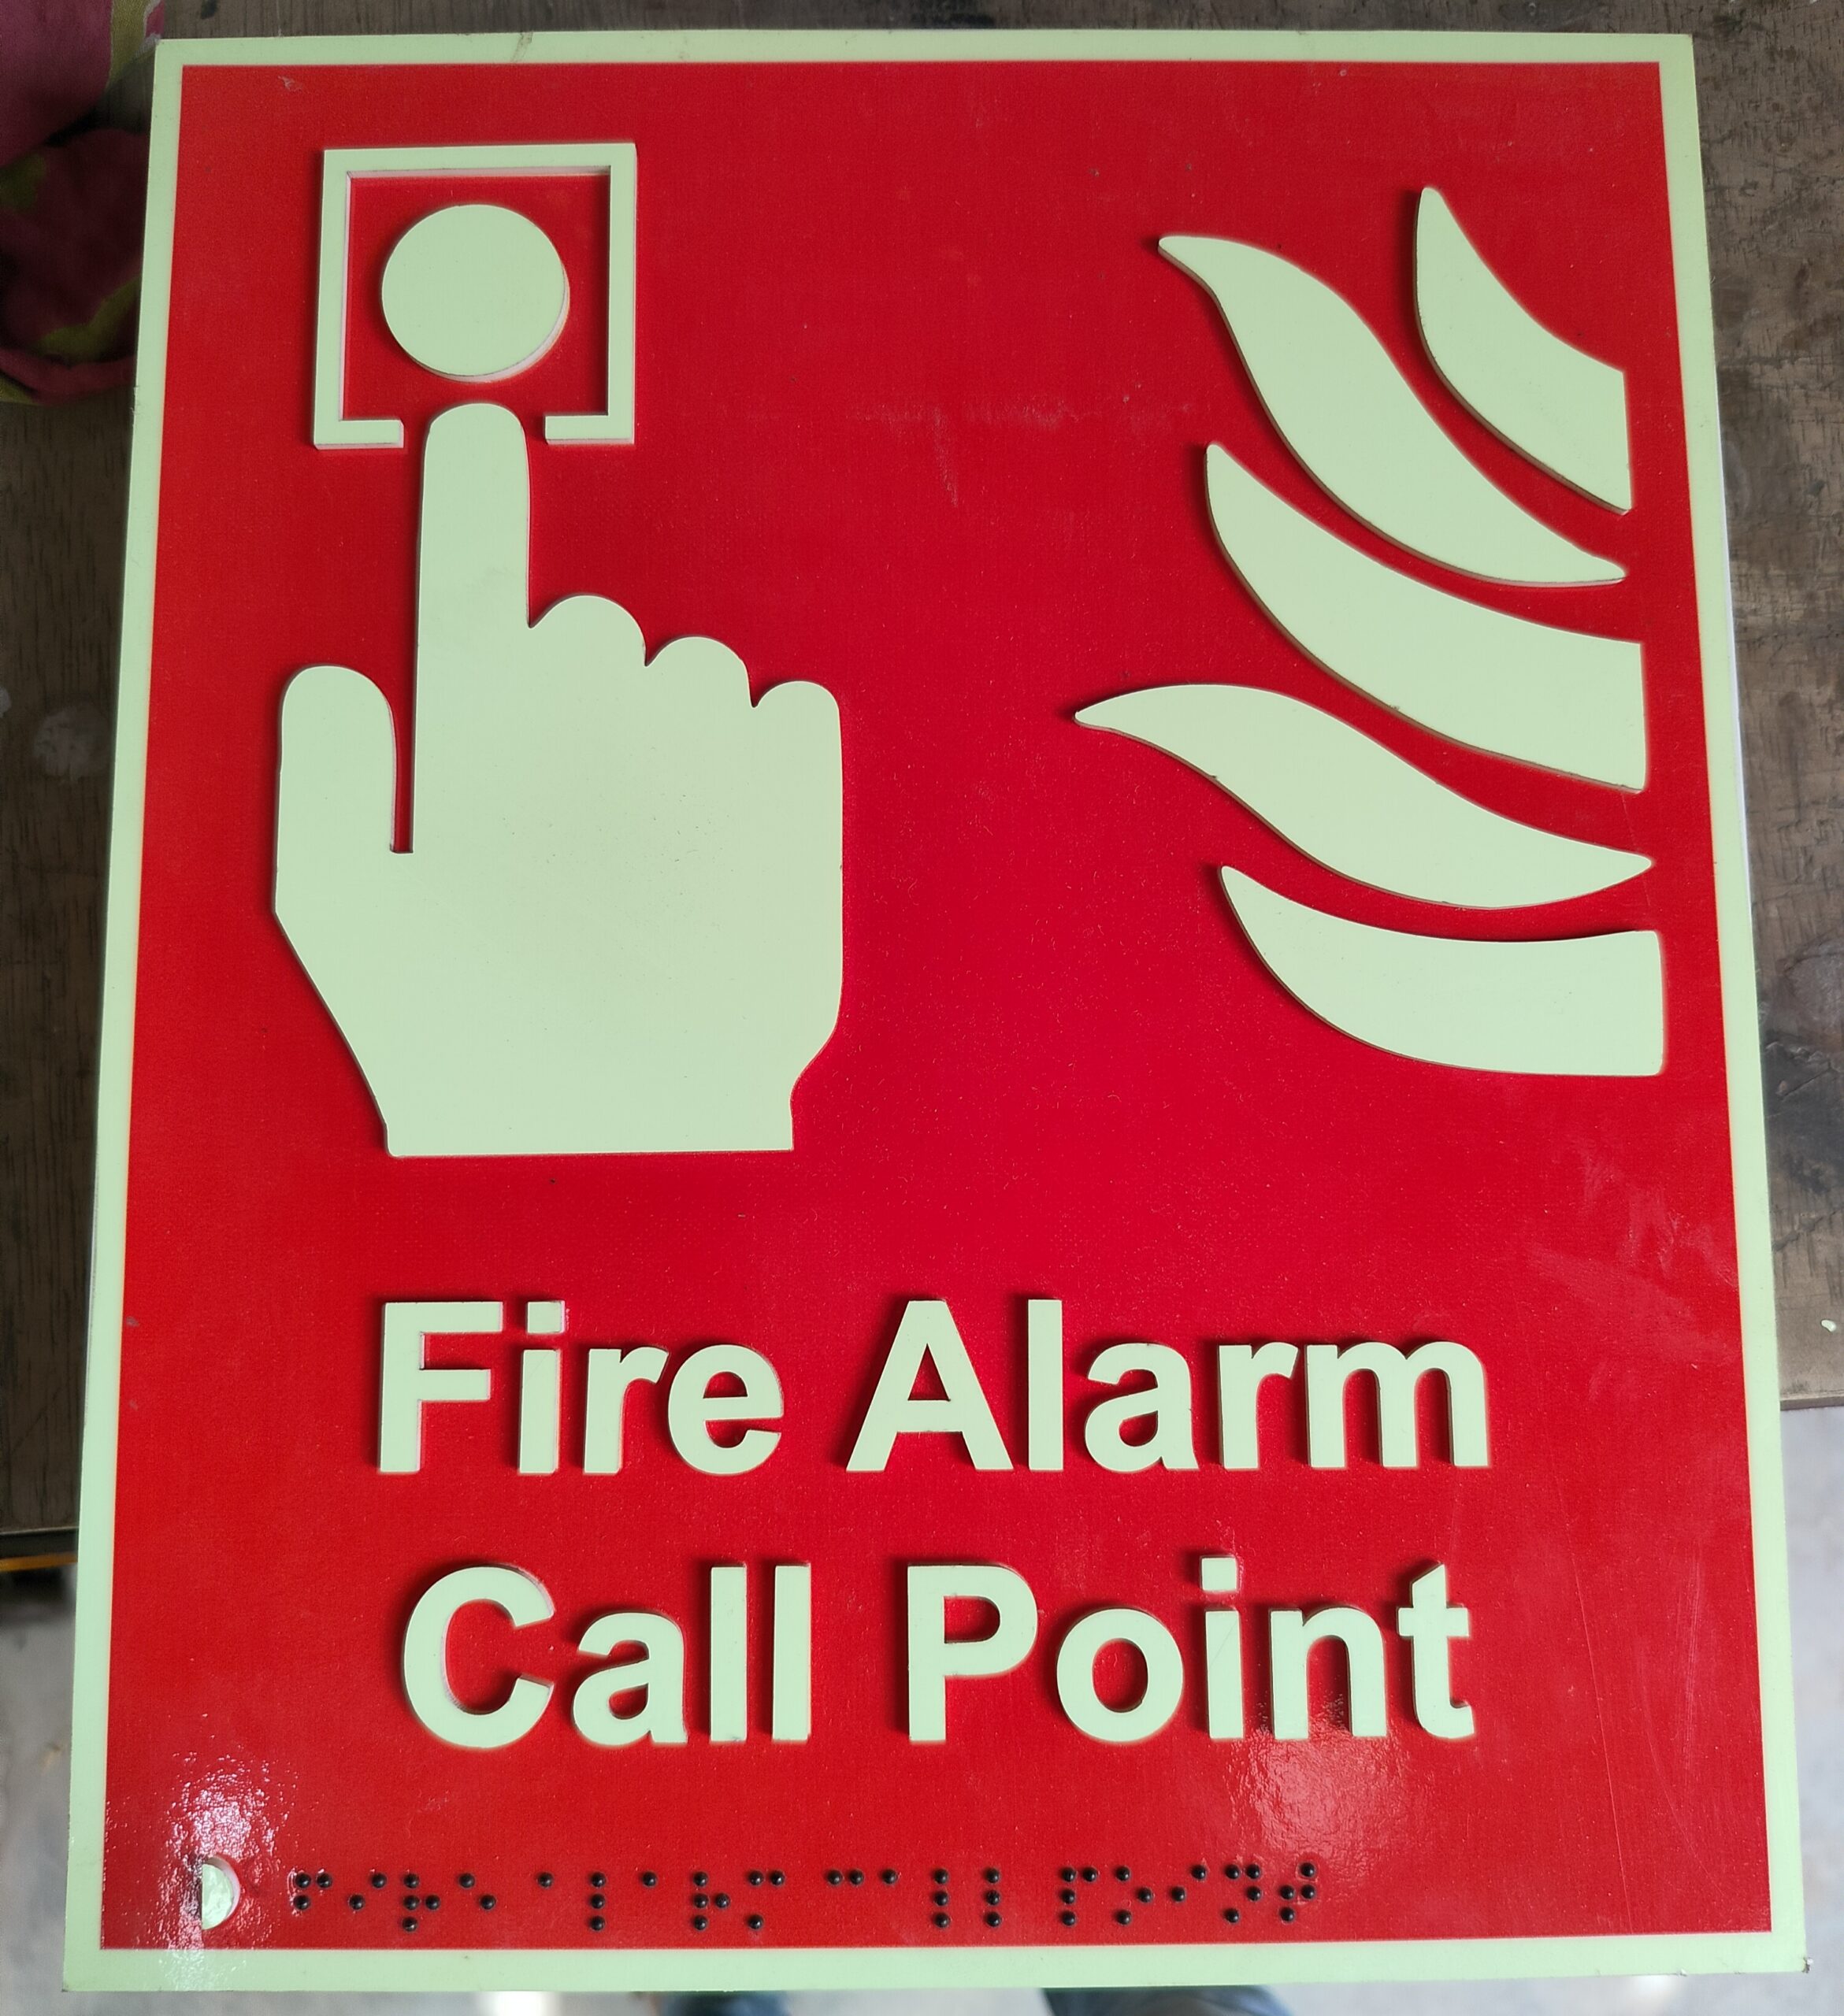 Fire Alarm
Call Point
⠋⠊⠗⠑ ⠁⠇⠁⠗⠍ ⠉⠁⠇⠇ ⠏⠕⠊⠝⠞